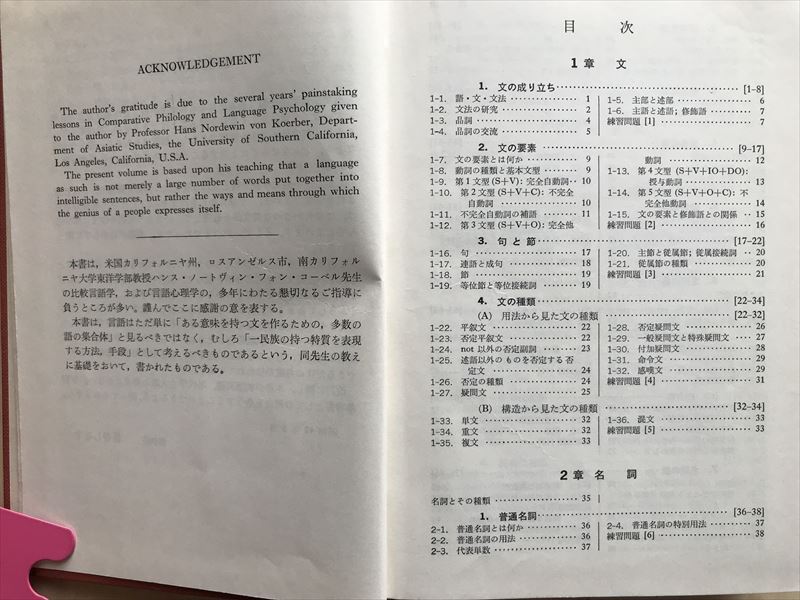 ACKNOWLEDGEMENT
The author's gratitude is due to the several years' painstaking
lessons in Comparative Philology and Language Psychology given
to the author by Professor Hans Nordewin von Koerber, Depart-
ment of Asiatic Studies, the University of Southern California,
Los Angeles, California, U.S.A.
The present volume is based upon his teaching that a language
as such is not merely a large number of words put together into
intelligible sentences, but rather the ways and means through which
the genius of a people expresses itself.
本書は，米国カリフォルニヤ州，ロスアンゼルス市，南カリフォル
ニヤ大学東洋学部教授ハンス・ノートヴィン・フォン・コーベル先生
の比較言語学，および言語心理学の，多年にわたる懇切なるご指導に
負うところが多い。謹んでここに感謝の意を表する。
本書は，言語はただ単に「ある意味を持つ文を作るための，多数の
語の集合体」と見るべきではなく，むしろ「一民族の持つ特質を表現
する方法，手段」として考えるべきものであるという，同先生の教え
に基礎をおいて，書かれたものである。
目 次
1章 文
1. 文の成り立ち [1-8]
1-1. 語・文・文法 1
1-2. 文法の研究 2
1-3. 品詞 4
1-4. 品詞の交流 5
1-5. 主部と述部 6
1-6. 主語と述語；修飾語 7
練習問題 [1] 7
2. 文の要素 [9-17]
1-7. 文の要素とは何か 9
1-8. 動詞の種類と基本文型 9
1-9. 第1文型 (S+V)：完全自動詞 10
1-10. 第2文型 (S+V+C)：不完全
自動詞 10
1-11. 不完全自動詞の補語 11
1-12. 第3文型 (S+V+O)：完全他
動詞 12
1-13. 第4文型 (S+V+IO+DO)：
授与動詞 13
1-14. 第5文型 (S+V+O+C)：不
完全他動詞 14
1-15. 文の要素と修飾語との関係 15
練習問題 [2] 16
3. 句と節 [17-22]
1-16. 句 17
1-17. 連語と成句 18
1-18. 節 19
1-19. 等位節と等位接続詞 19
1-20. 主節と従属節；従属接続詞 20
1-21. 従属節の種類 20
練習問題 [3] 21
4. 文の種類 [22-34]
(A) 用法から見た文の種類 [22-32]
1-22. 平叙文 22
1-23. 否定平叙文 22
1-24. not 以外の否定副詞 23
1-25. 述語以外のものを否定する否
定文 24
1-26. 否定の種類 24
1-27. 疑問文 25
1-28. 否定疑問文 26
1-29. 一般疑問文と特殊疑問文 27
1-30. 付加疑問文 28
1-31. 命令文 29
1-32. 感嘆文 29
練習問題 [4] 31
(B) 構造から見た文の種類 [32-34]
1-33. 単文 32
1-34. 重文 32
1-35. 複文 33
1-36. 混文 33
練習問題 [5] 33
2章 名詞
名詞とその種類 35
1. 普通名詞 [36-38]
2-1. 普通名詞とは何か 36
2-2. 普通名詞の用法 36
2-3. 代表単数 37
2-4. 普通名詞の特別用法 37
練習問題 [6] 38